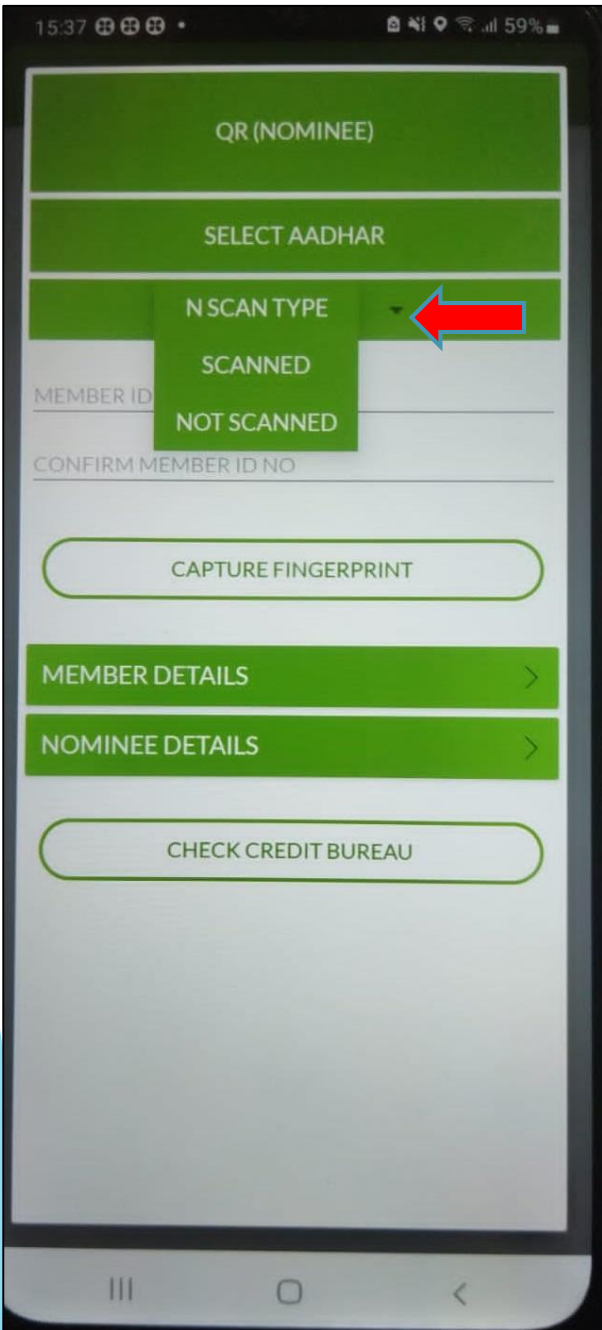 15:37 59%
QR (NOMINEE)
SELECT AADHAR
N SCAN TYPE
SCANNED
MEMBER ID
NOT SCANNED
CONFIRM MEMBER ID NO
CAPTURE FINGERPRINT
MEMBER DETAILS
NOMINEE DETAILS
CHECK CREDIT BUREAU